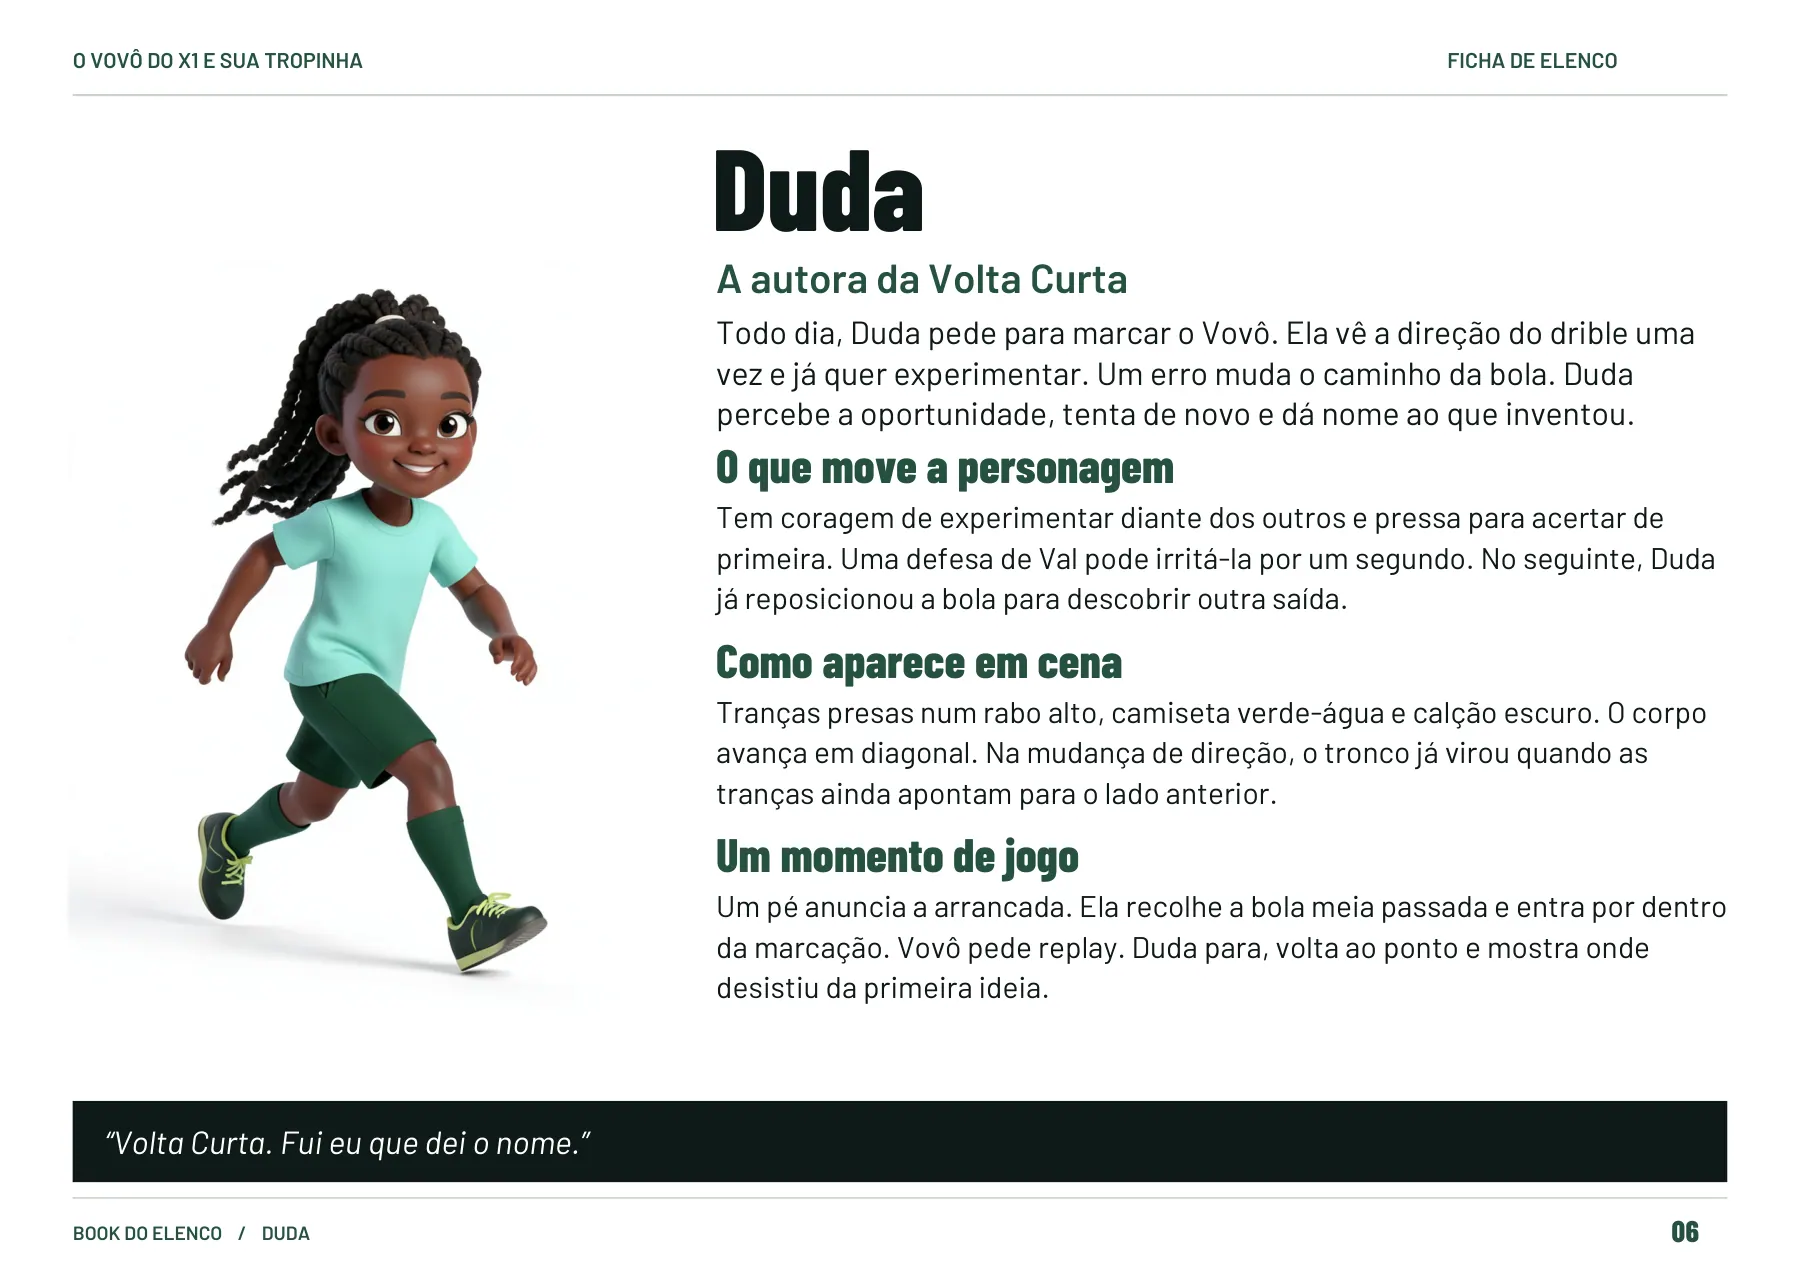 O VOVÔ DO X1 E SUA TROPINHA
FICHA DE ELENCO
Duda
A autora da Volta Curta
Todo dia, Duda pede para marcar o Vovô. Ela vê a direção do drible uma
vez e já quer experimentar. Um erro muda o caminho da bola. Duda
percebe a oportunidade, tenta de novo e dá nome ao que inventou.
O que move a personagem
Tem coragem de experimentar diante dos outros e pressa para acertar de
primeira. Uma defesa de Val pode irritá-la por um segundo. No seguinte, Duda
já reposicionou a bola para descobrir outra saída.
Como aparece em cena
Tranças presas num rabo alto, camiseta verde-água e calção escuro. O corpo
avança em diagonal. Na mudança de direção, o tronco já virou quando as
tranças ainda apontam para o lado anterior.
Um momento de jogo
Um pé anuncia a arrancada. Ela recolhe a bola meia passada e entra por dentro
da marcação. Vovô pede replay. Duda para, volta ao ponto e mostra onde
desistiu da primeira ideia.
“Volta Curta. Fui eu que dei o nome.”
BOOK DO ELENCO / DUDA
06